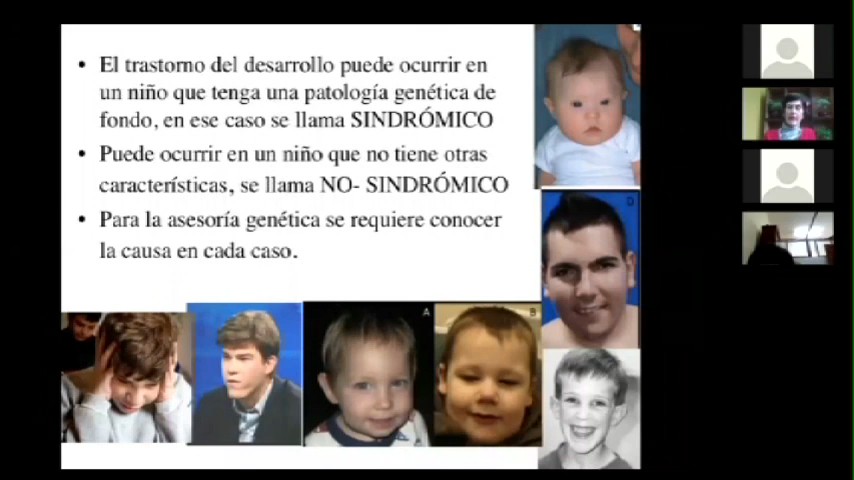 • El trastorno del desarrollo puede ocurrir en
un niño que tenga una patología genética de
fondo, en ese caso se llama SINDRÓMICO
• Puede ocurrir en un niño que no tiene otras
características, se llama NO- SINDRÓMICO
• Para la asesoría genética se requiere conocer
la causa en cada caso.
D
A
B